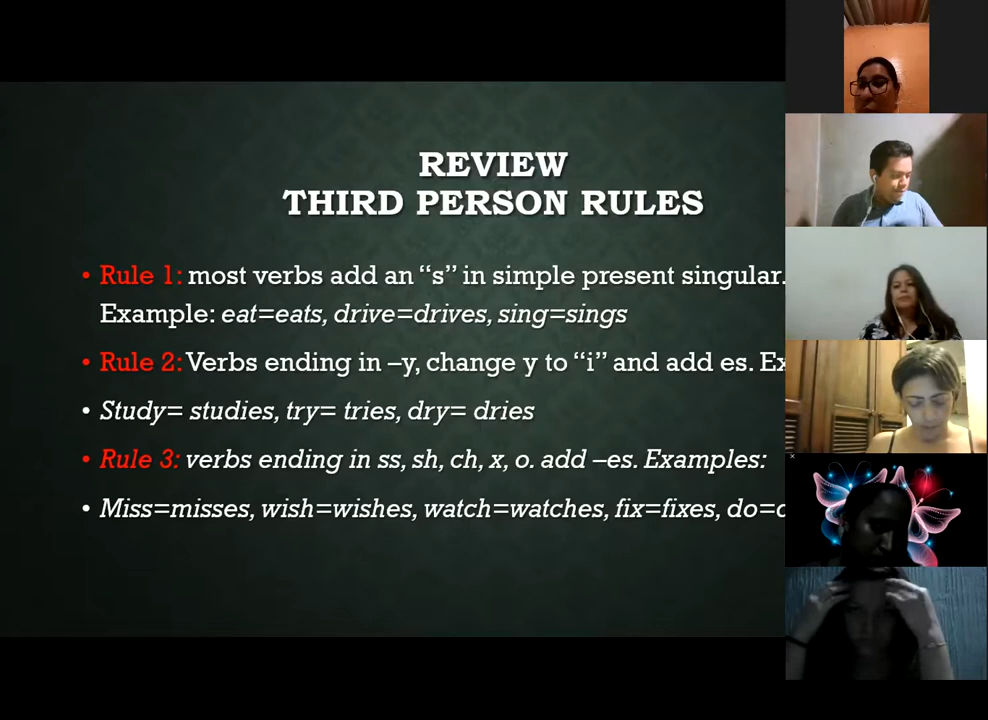 REVIEW
THIRD PERSON RULES
• Rule 1: most verbs add an “s” in simple present singular.
Example: eat=eats, drive=drives, sing=sings
• Rule 2: Verbs ending in –y, change y to “i” and add es. Ex
• Study= studies, try= tries, dry= dries
• Rule 3: verbs ending in ss, sh, ch, x, o. add –es. Examples:
• Miss=misses, wish=wishes, watch=watches, fix=fixes, do=